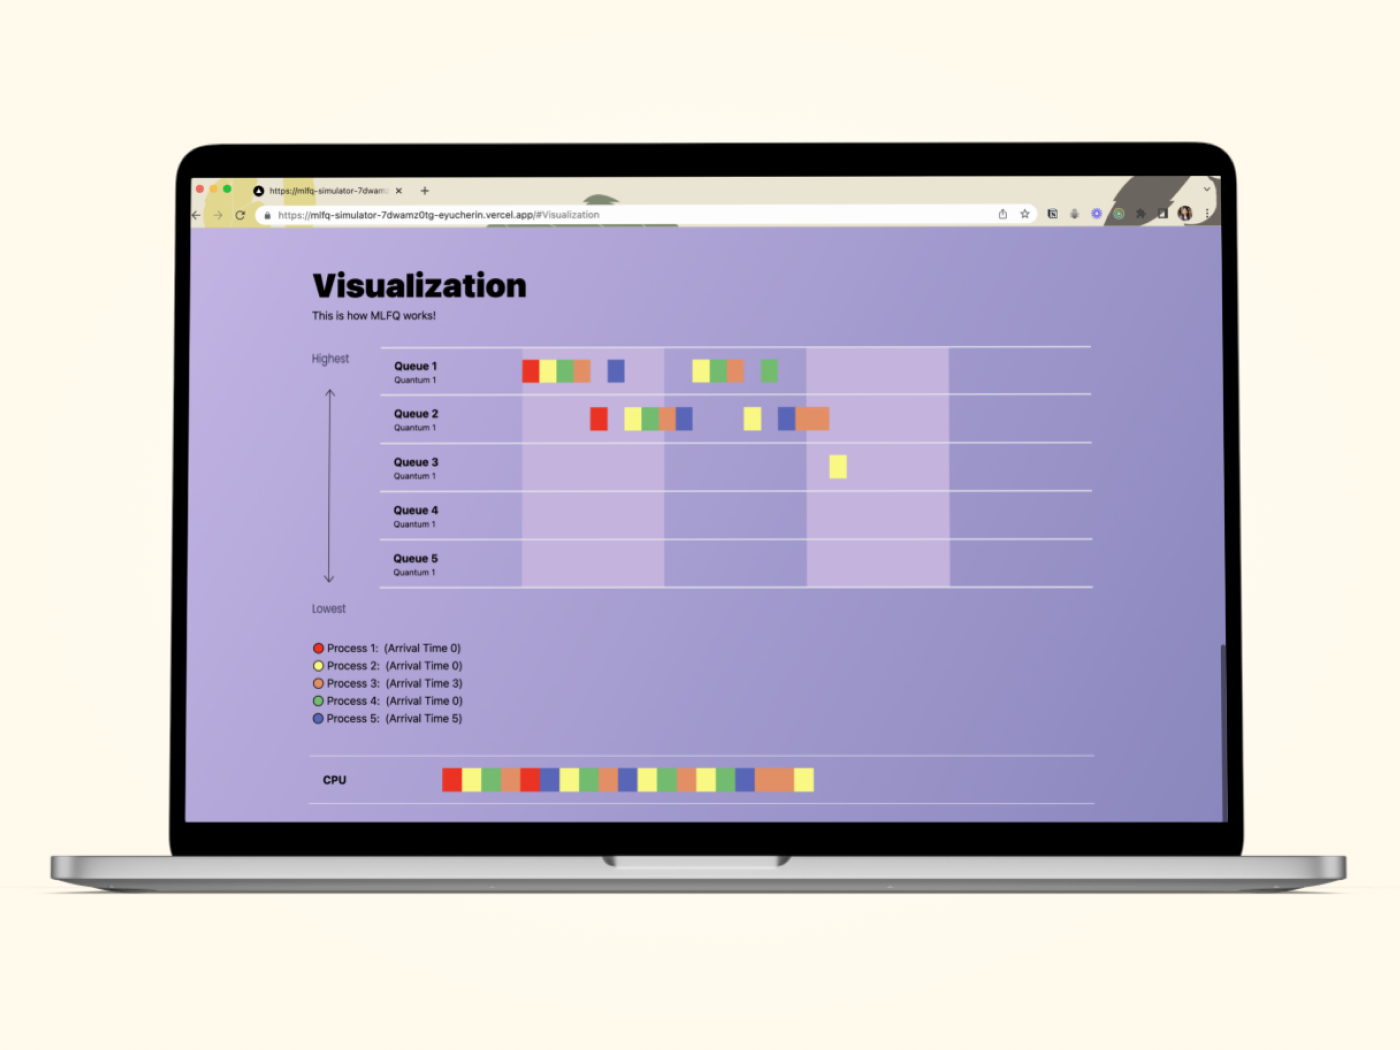 https://mlfq-simulator-7dwam
https://mlfq-simulator-7dwamz0tg-eyucherin.vercel.app/#Visualization
Visualization
This is how MLFQ works!
Highest
Queue 1
Quantum 1
Queue 2
Quantum 1
Queue 3
Quantum 1
Queue 4
Quantum 1
Queue 5
Quantum 1
Lowest
Process 1: (Arrival Time 0)
Process 2: (Arrival Time 0)
Process 3: (Arrival Time 3)
Process 4: (Arrival Time 0)
Process 5: (Arrival Time 5)
CPU